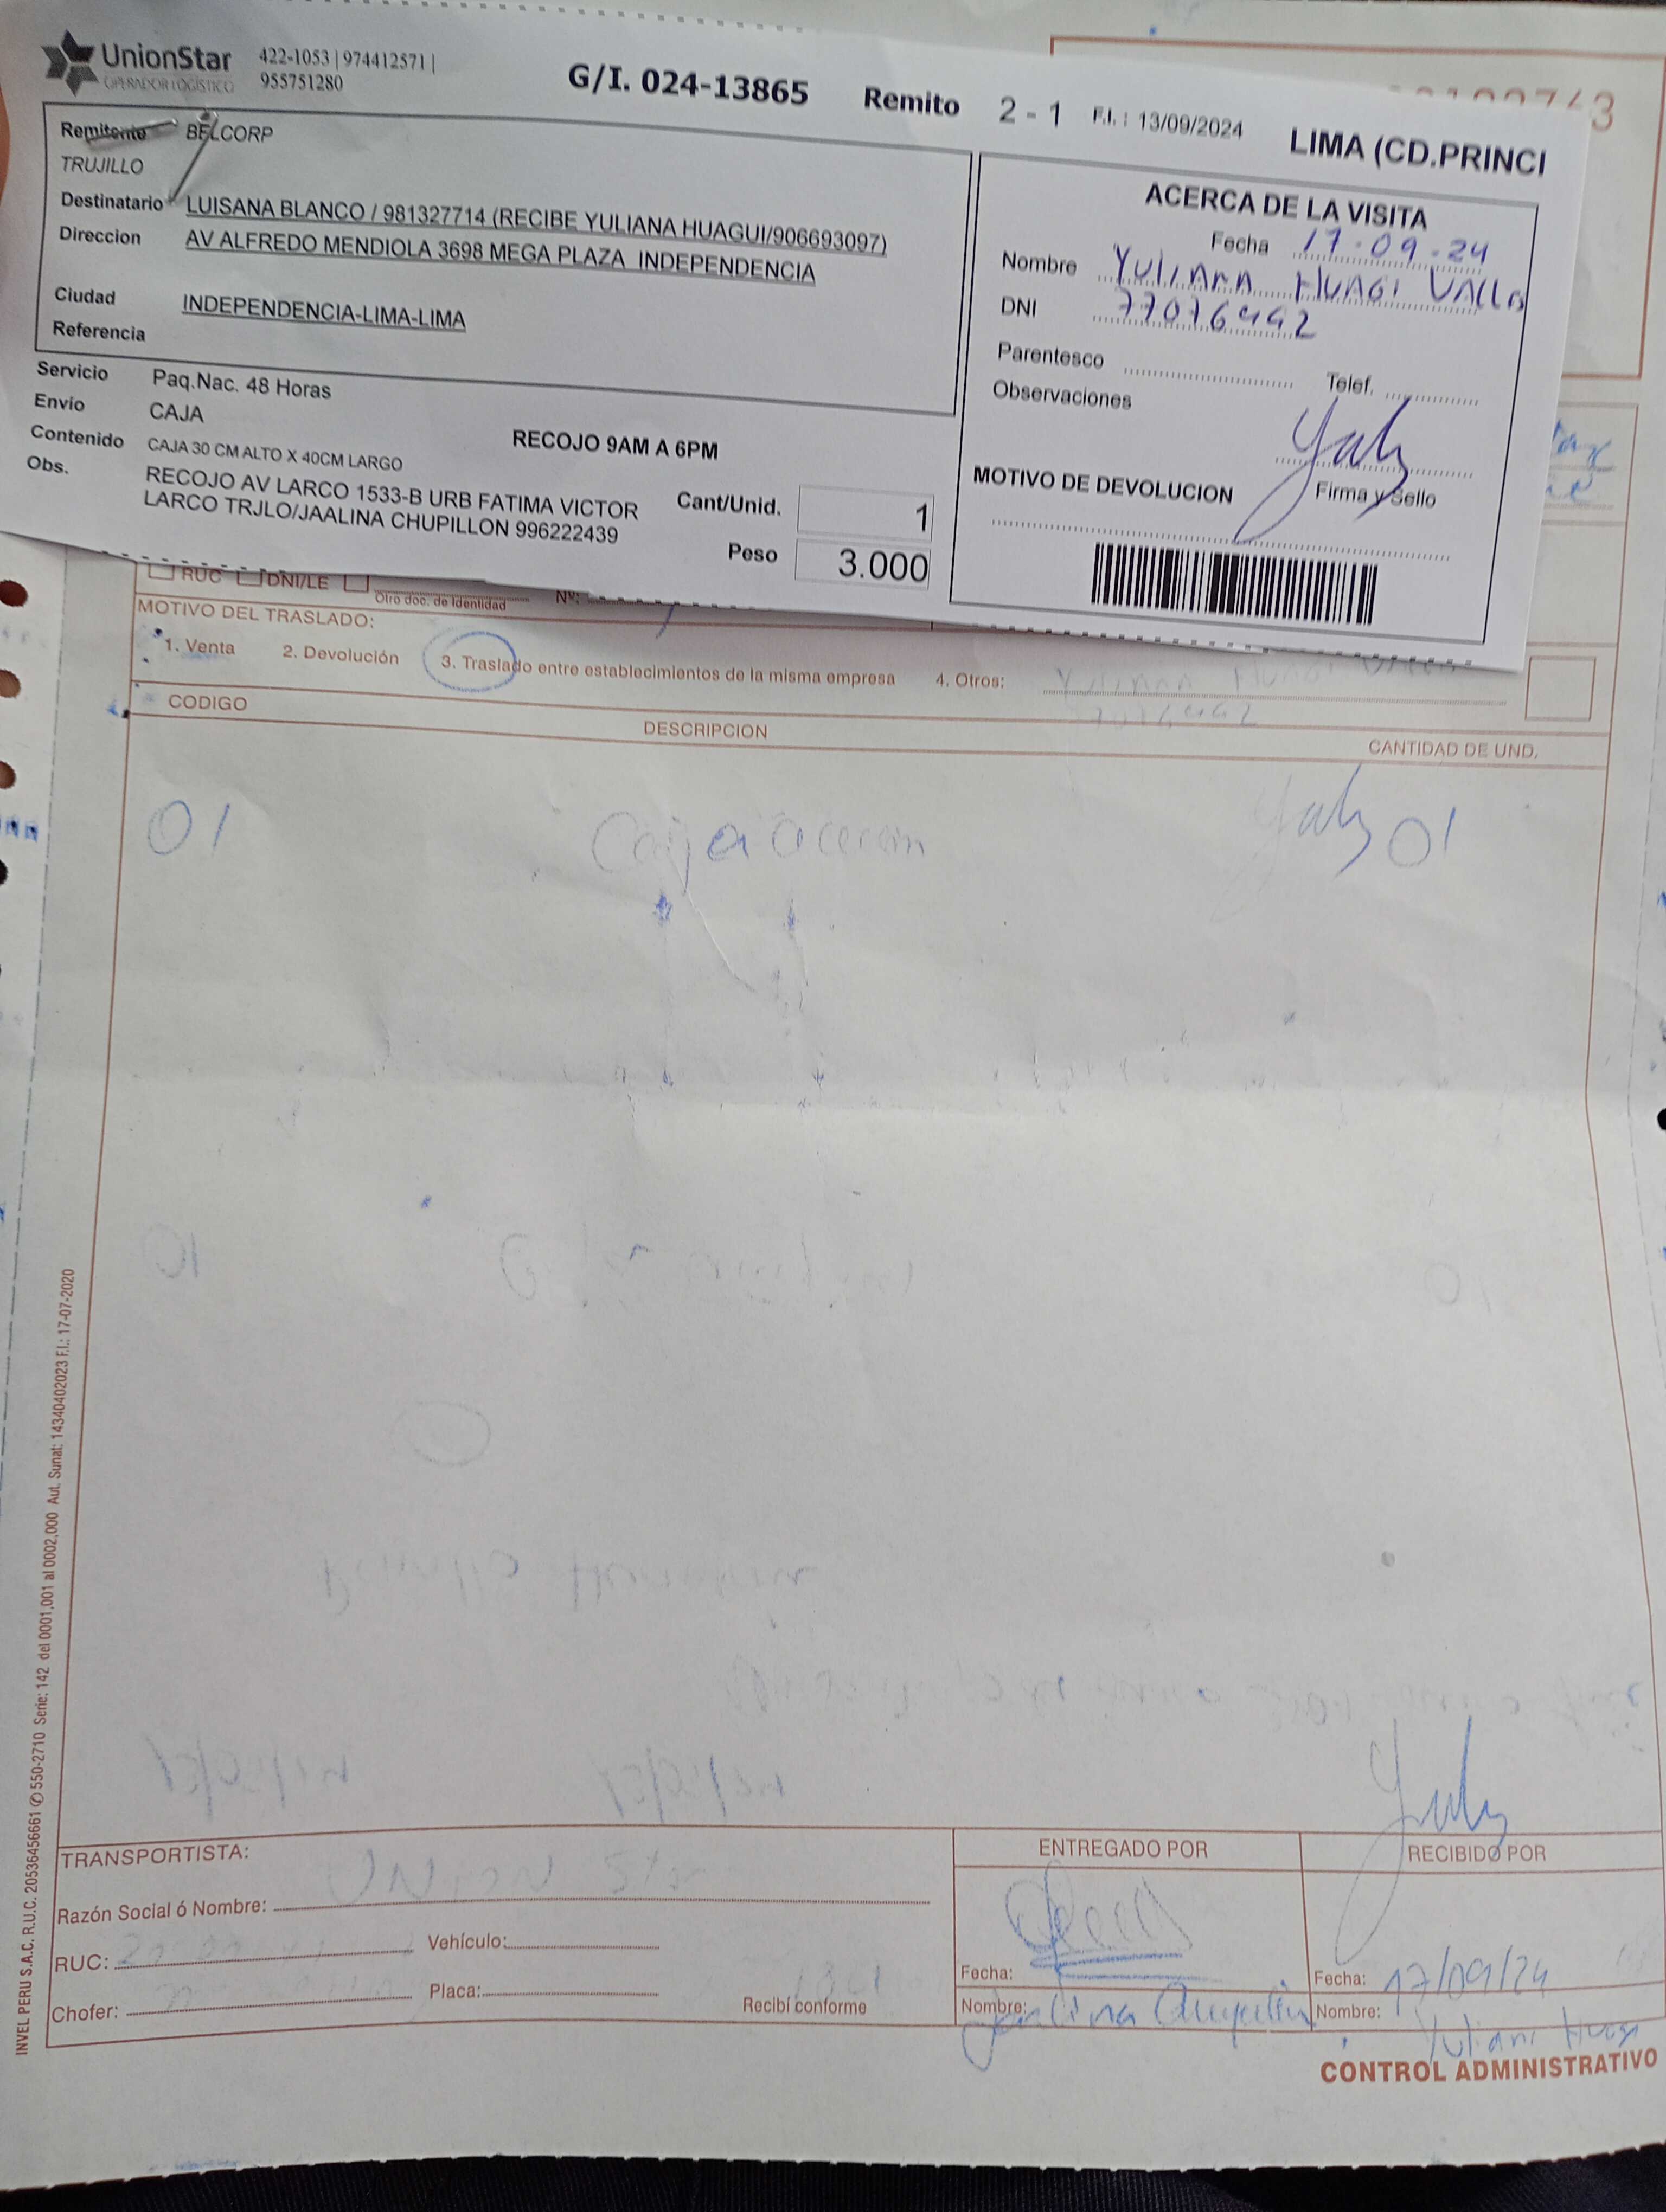 UnionStar
OPERADOR LOGÍSTICO
422-1053 | 974412571 |
955751280
G/I. 024-13865
Remito 2 - 1
F.I. : 13/09/2024
LIMA (CD.PRINCI
Remitente BELCORP
TRUJILLO
Destinatario LUISANA BLANCO / 981327714 (RECIBE YULIANA HUAGUI/906693097)
Direccion AV ALFREDO MENDIOLA 3698 MEGA PLAZA INDEPENDENCIA
Ciudad INDEPENDENCIA-LIMA-LIMA
Referencia
Servicio Paq.Nac. 48 Horas
Envío CAJA
Contenido CAJA 30 CM ALTO X 40CM LARGO
RECOJO 9AM A 6PM
Obs. RECOJO AV LARCO 1533-B URB FATIMA VICTOR
LARCO TRJLO/JAALINA CHUPILLON 996222439
Cant/Unid. 1
Peso 3.000
ACERCA DE LA VISITA
Fecha 17-09-24
Nombre YULIANA HUAGI VALLE
DNI 77076442
Parentesco
Telef.
Observaciones
MOTIVO DE DEVOLUCION
Firma y Sello
RUC DNI/LE
Otro doc. de Identidad
Nº:
MOTIVO DEL TRASLADO:
1. Venta 2. Devolución 3. Traslado entre establecimientos de la misma empresa 4. Otros:
CODIGO DESCRIPCION CANTIDAD DE UND.
01 Caja 01
INVEL PERU S.A.C. R.U.C. 20536456661 550-2710 Serie: 142 del 0001,001 al 0002,000 Aut. Sunat: 14340402023 F.I.: 17-07-2020
TRANSPORTISTA:
Razón Social ó Nombre: UNION Star
RUC:
Vehículo:
Chofer:
Placa:
Recibí conforme
ENTREGADO POR
Fecha:
Nombre:
RECIBIDO POR
Fecha: 17/09/24
Nombre: Yuliana Huagi
CONTROL ADMINISTRATIVO